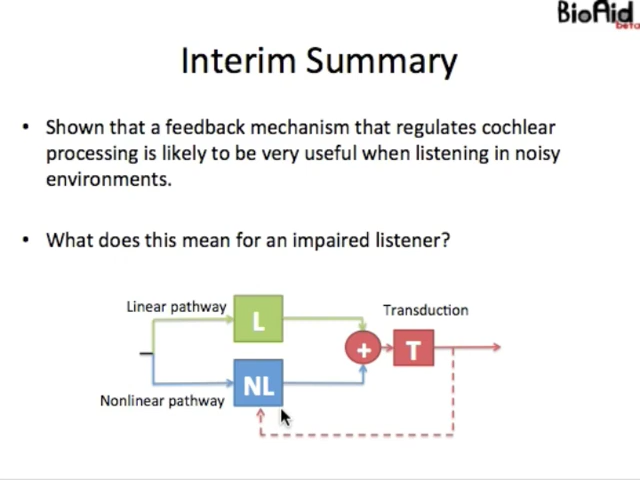 BioAid
beta
Interim Summary
• Shown that a feedback mechanism that regulates cochlear
processing is likely to be very useful when listening in noisy
environments.
• What does this mean for an impaired listener?
Linear pathway
L
Transduction
+
T
NL
Nonlinear pathway